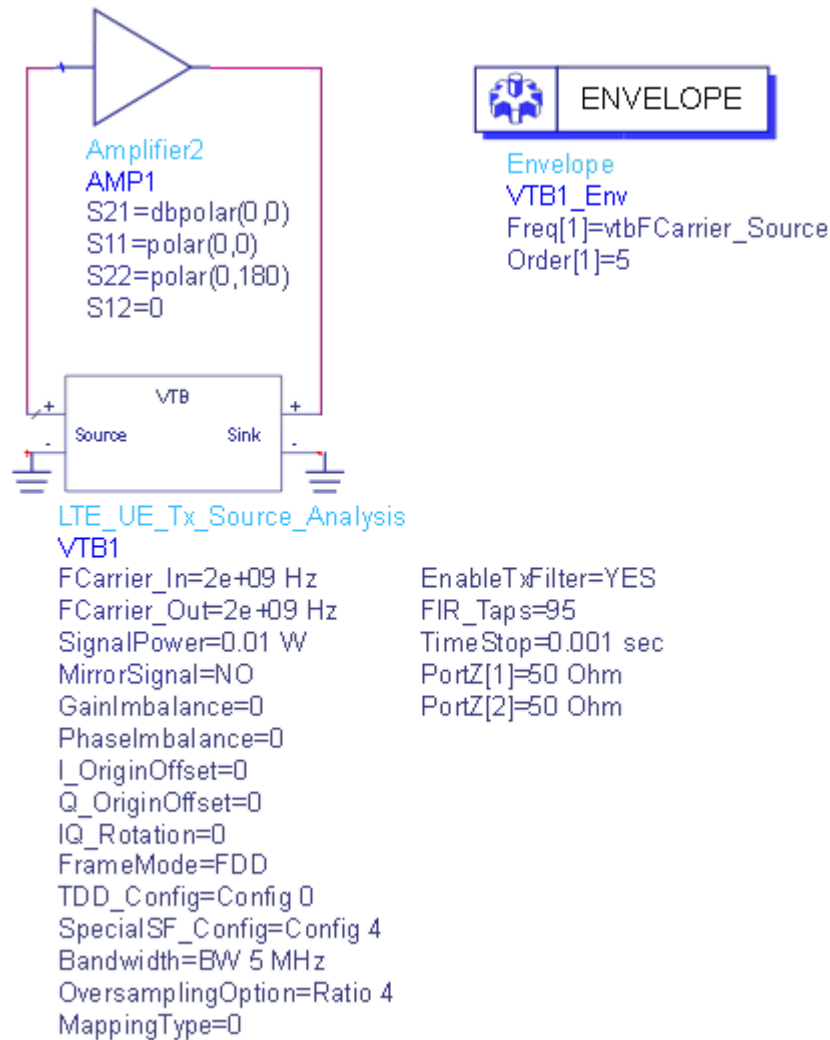 Amplifier2
AMP1
S21=dbpolar(0,0)
S11=polar(0,0)
S22=polar(0,180)
S12=0
ENVELOPE
Envelope
VTB1_Env
Freq[1]=vtbFCarrier_Source
Order[1]=5
VTB
+ +
Source Sink
- -
LTE_UE_Tx_Source_Analysis
VTB1
FCarrier_In=2e+09 Hz
FCarrier_Out=2e+09 Hz
SignalPower=0.01 W
MirrorSignal=NO
GainImbalance=0
PhaseImbalance=0
I_OriginOffset=0
Q_OriginOffset=0
IQ_Rotation=0
FrameMode=FDD
TDD_Config=Config 0
SpecialSF_Config=Config 4
Bandwidth=BW 5 MHz
OversamplingOption=Ratio 4
MappingType=0
EnableTxFilter=YES
FIR_Taps=95
TimeStop=0.001 sec
PortZ[1]=50 Ohm
PortZ[2]=50 Ohm